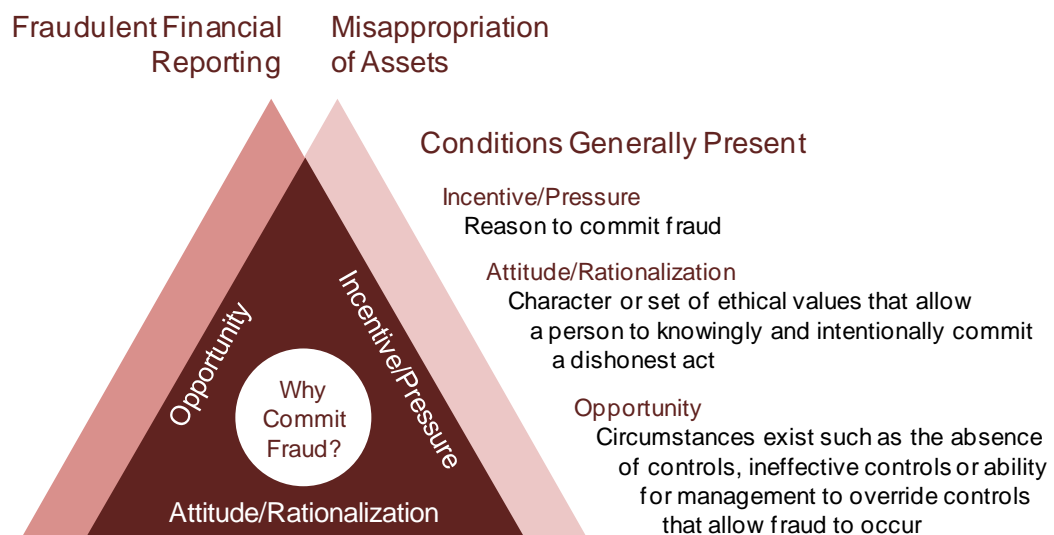 Fraudulent Financial
Reporting
Misappropriation
of Assets
Conditions Generally Present
Incentive/Pressure
Reason to commit fraud
Attitude/Rationalization
Character or set of ethical values that allow
a person to knowingly and intentionally commit
a dishonest act
Opportunity
Circumstances exist such as the absence
of controls, ineffective controls or ability
for management to override controls
that allow fraud to occur
Opportunity
Incentive/Pressure
Why
Commit
Fraud?
Attitude/Rationalization